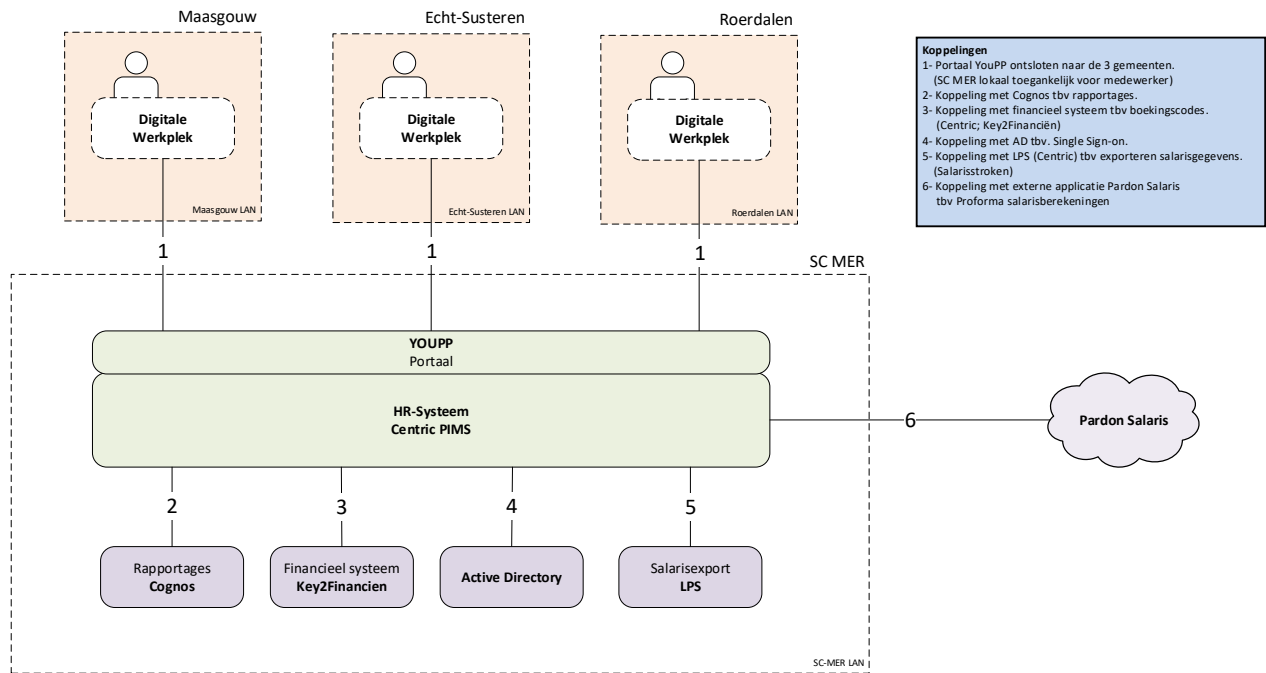 Maasgouw
Echt-Susteren
Roerdalen
Digitale
Werkplek
Digitale
Werkplek
Digitale
Werkplek
Maasgouw LAN
Echt-Susteren LAN
Roerdalen LAN
Koppelingen
1- Portaal YouPP ontsloten naar de 3 gemeenten.
(SC MER lokaal toegankelijk voor medewerker)
2- Koppeling met Cognos tbv rapportages.
3- Koppeling met financieel systeem tbv boekingscodes.
(Centric; Key2Financiën)
4- Koppeling met AD tbv. Single Sign-on.
5- Koppeling met LPS (Centric) tbv exporteren salarisgegevens.
(Salarisstroken)
6- Koppeling met externe applicatie Pardon Salaris
tbv Proforma salarisberekeningen
1
1
1
SC MER
YOUPP
Portaal
HR-Systeem
Centric PIMS
6
Pardon Salaris
2
3
4
5
Rapportages
Cognos
Financieel systeem
Key2Financien
Active Directory
Salarisexport
LPS
SC-MER LAN